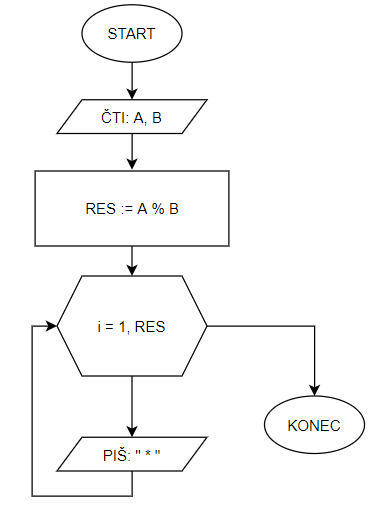 START
ČTI: A, B
RES := A % B
i = 1, RES
PIŠ: " * "
KONEC